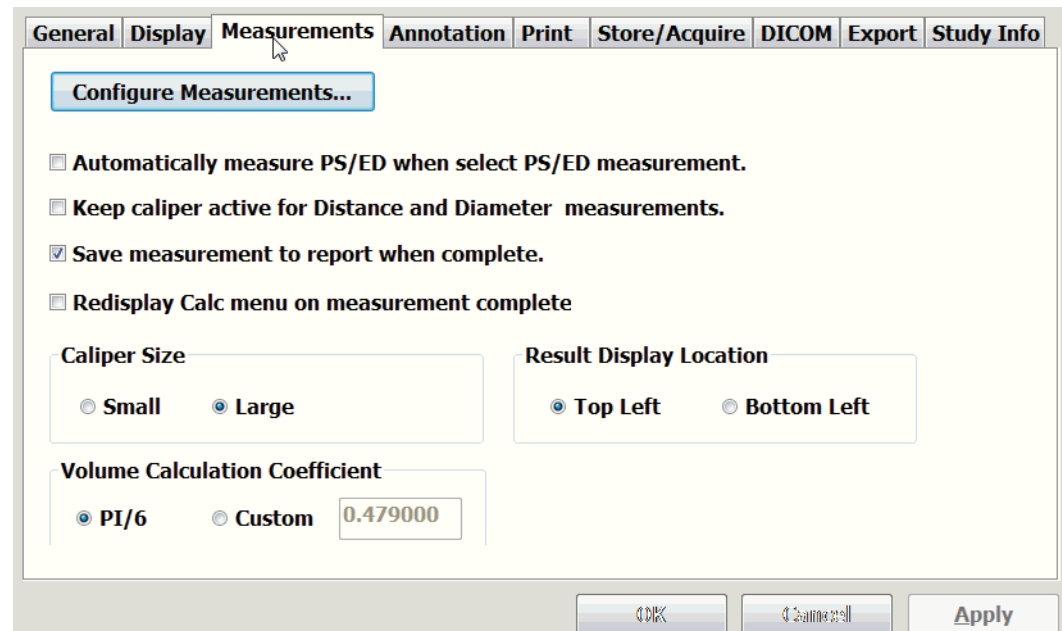 General Display Measurements Annotation Print Store/Acquire DICOM Export Study Info
Configure Measurements...
Automatically measure PS/ED when select PS/ED measurement.
Keep caliper active for Distance and Diameter measurements.
Save measurement to report when complete.
Redisplay Calc menu on measurement complete
Caliper Size
Small Large
Result Display Location
Top Left Bottom Left
Volume Calculation Coefficient
PI/6 Custom 0.479000
OK Cancel Apply